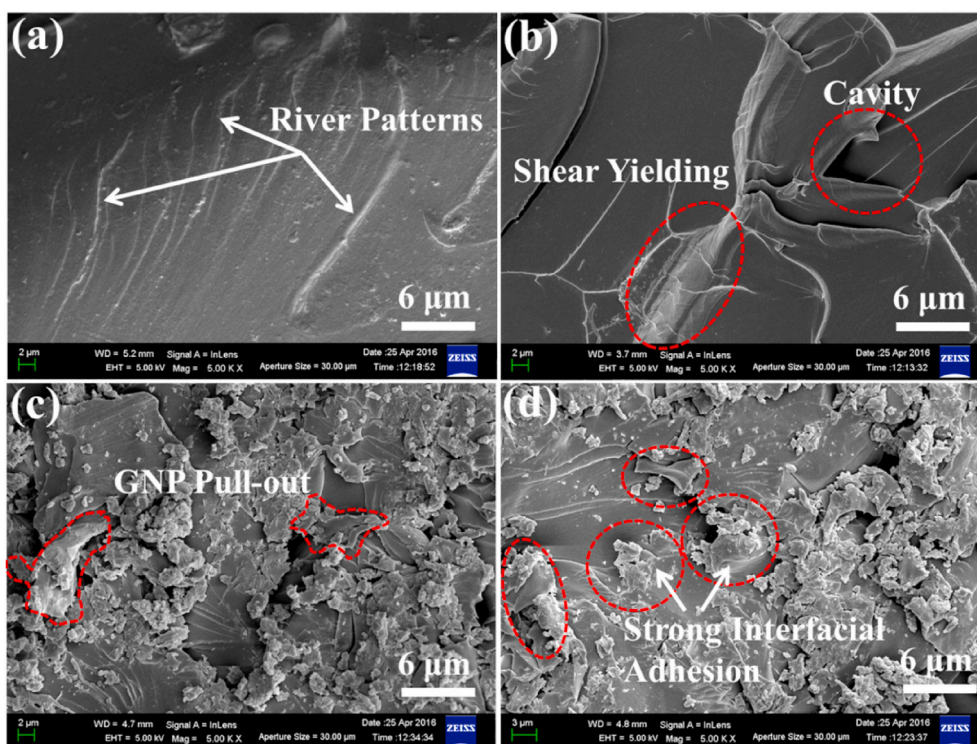 (a)
River Patterns
6 μm
2 μm
WD = 5.2 mm
Signal A = InLens
Date :25 Apr 2016
EHT = 5.00 kV
Mag = 5.00 K X
Aperture Size = 30.00 μm
Time :12:18:52
ZEISS
(b)
Cavity
Shear Yielding
6 μm
2 μm
WD = 3.7 mm
Signal A = InLens
Date :25 Apr 2016
EHT = 5.00 kV
Mag = 5.00 K X
Aperture Size = 30.00 μm
Time :12:13:32
ZEISS
(c)
GNP Pull-out
6 μm
2 μm
WD = 4.7 mm
Signal A = InLens
Date :25 Apr 2016
EHT = 5.00 kV
Mag = 5.00 K X
Aperture Size = 30.00 μm
Time :12:34:34
ZEISS
(d)
Strong Interfacial
Adhesion
6 μm
3 μm
WD = 4.8 mm
Signal A = InLens
Date :25 Apr 2016
EHT = 5.00 kV
Mag = 5.00 K X
Aperture Size = 30.00 μm
Time :12:23:37
ZEISS